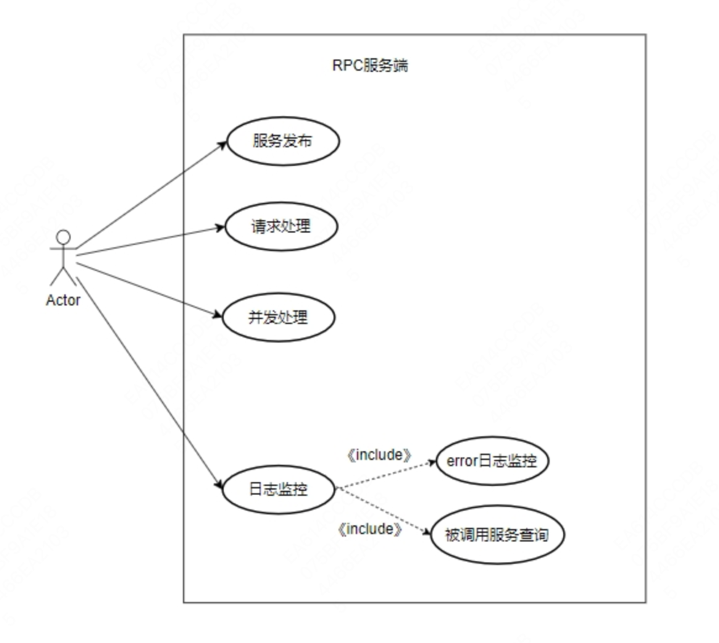 RPC服务端
服务发布
请求处理
Actor
并发处理
《include》
error日志监控
日志监控
《include》
被调用服务查询